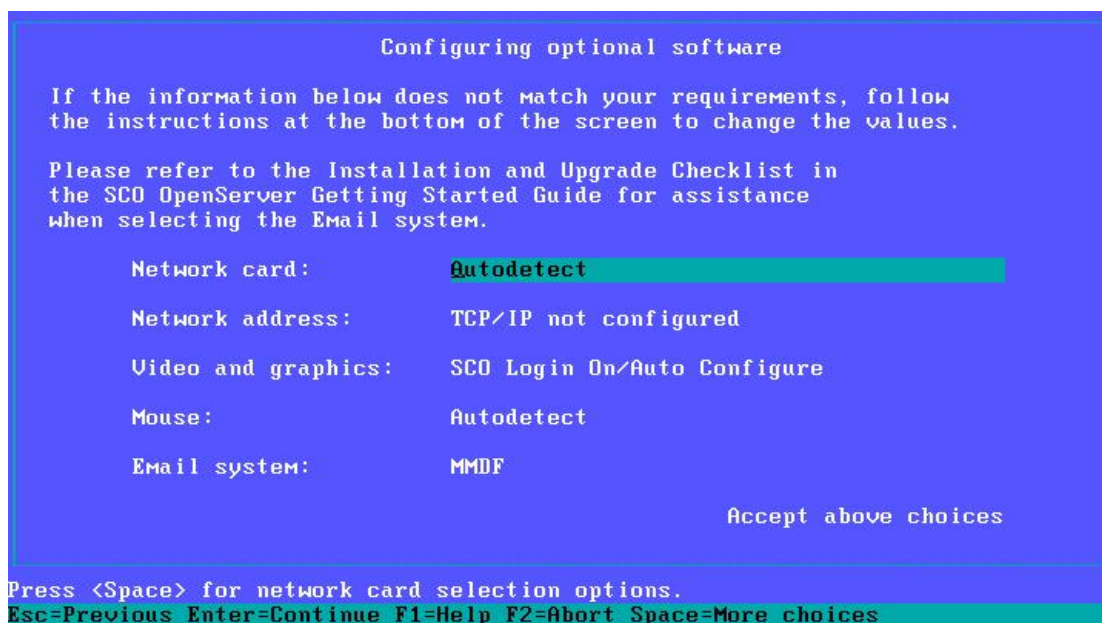 Configuring optional software
If the information below does not match your requirements, follow
the instructions at the bottom of the screen to change the values.
Please refer to the Installation and Upgrade Checklist in
the SCO OpenServer Getting Started Guide for assistance
when selecting the Email system.
Network card: Autodetect
Network address: TCP/IP not configured
Video and graphics: SCO Login On/Auto Configure
Mouse: Autodetect
Email system: MMDF
Accept above choices
Press <Space> for network card selection options.
Esc=Previous Enter=Continue F1=Help F2=Abort Space=More choices